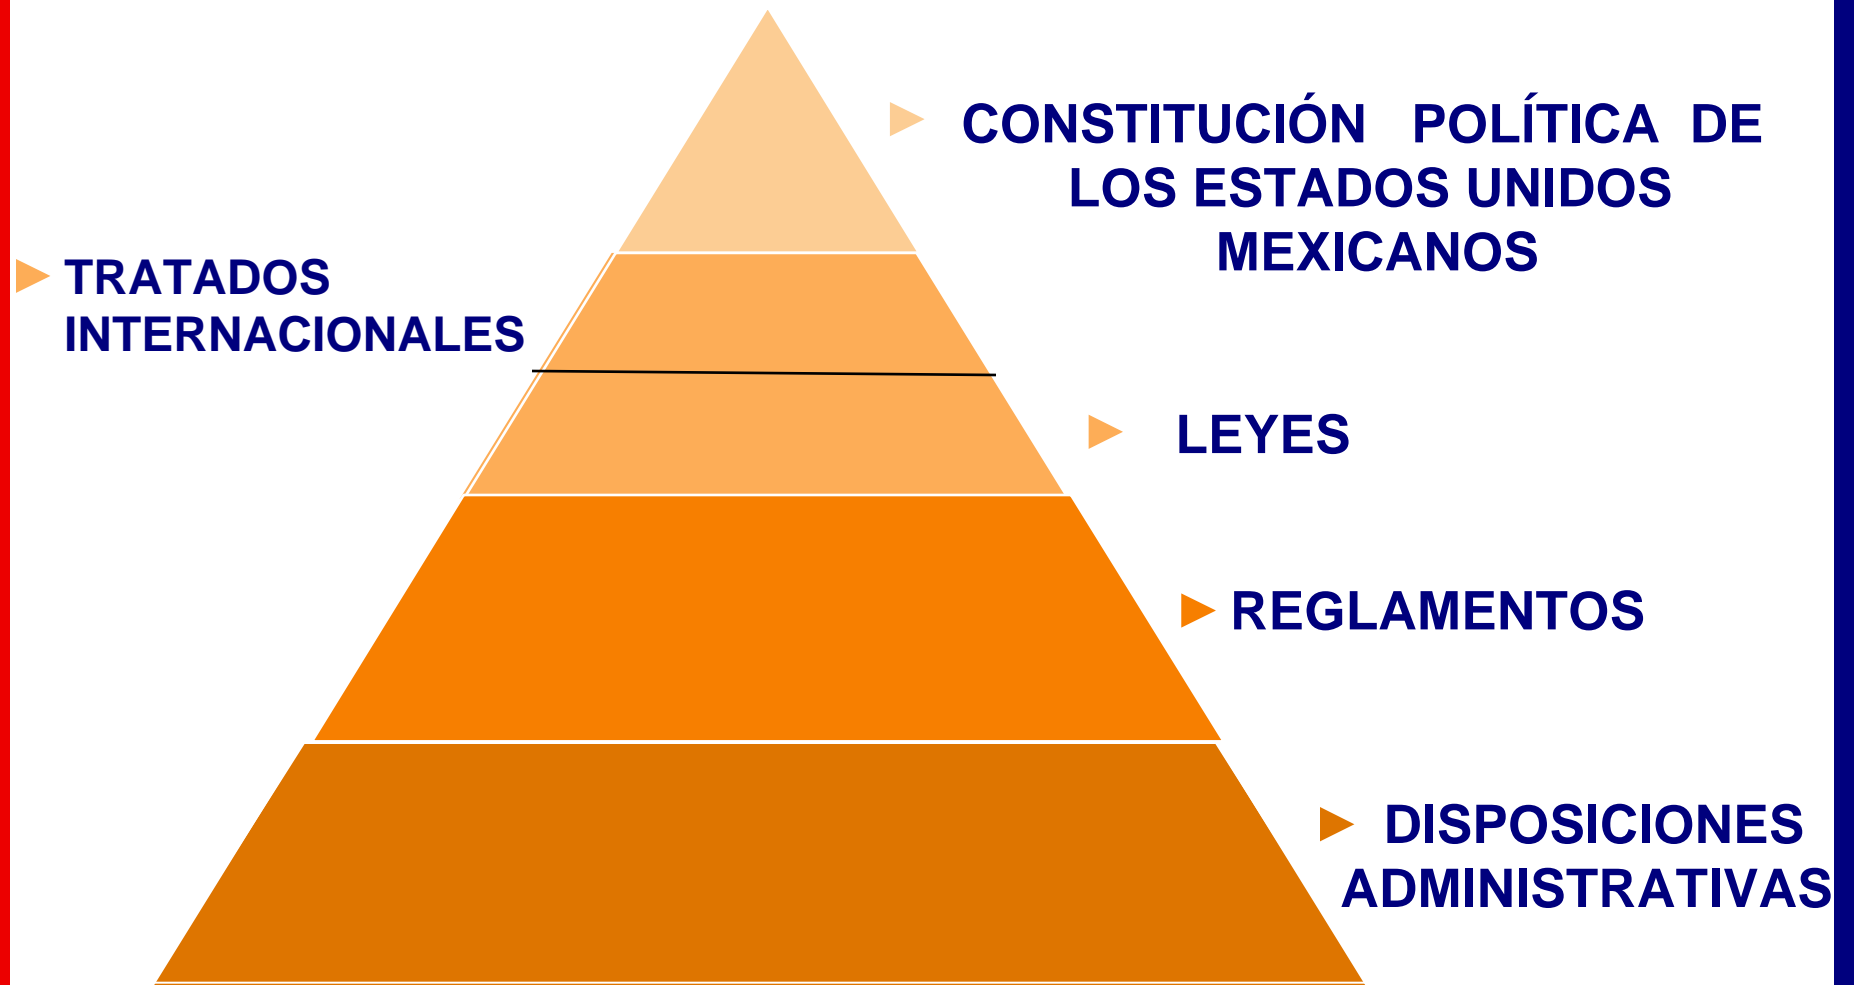 CONSTITUCIÓN POLÍTICA DE
LOS ESTADOS UNIDOS
MEXICANOS
TRATADOS
INTERNACIONALES
LEYES
REGLAMENTOS
DISPOSICIONES
ADMINISTRATIVAS